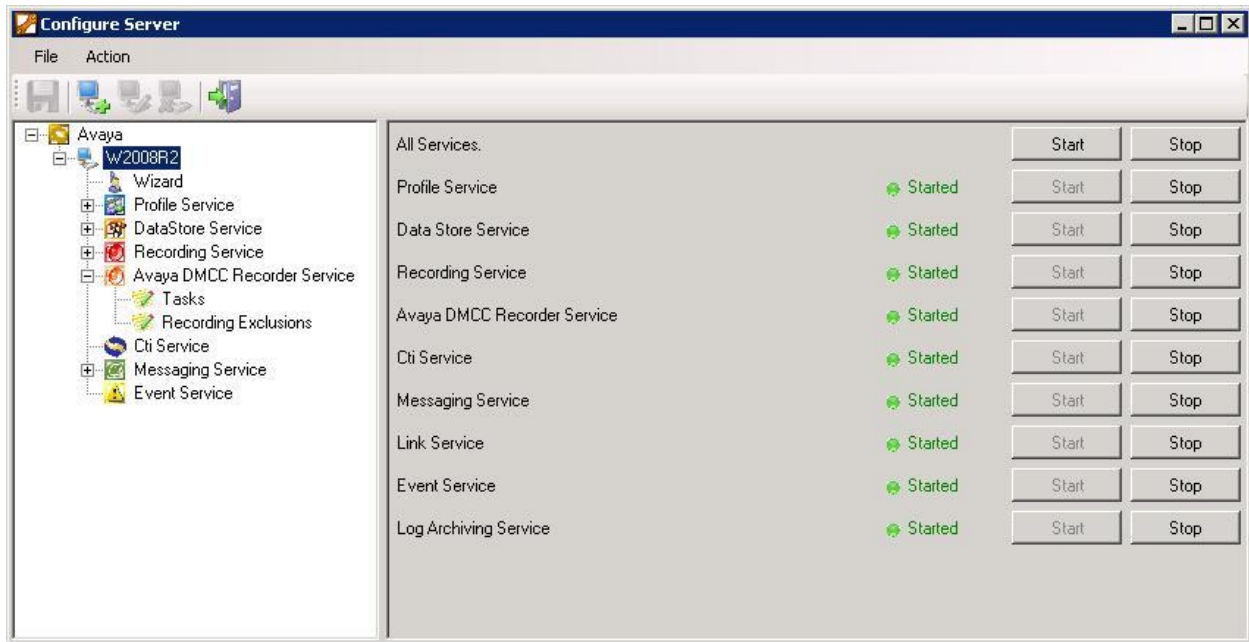 Configure Server
File Action
Avaya
W2008R2
Wizard
Profile Service
DataStore Service
Recording Service
Avaya DMCC Recorder Service
Tasks
Recording Exclusions
Cti Service
Messaging Service
Event Service
All Services. Start Stop
Profile Service Started Start Stop
Data Store Service Started Start Stop
Recording Service Started Start Stop
Avaya DMCC Recorder Service Started Start Stop
Cti Service Started Start Stop
Messaging Service Started Start Stop
Link Service Started Start Stop
Event Service Started Start Stop
Log Archiving Service Started Start Stop